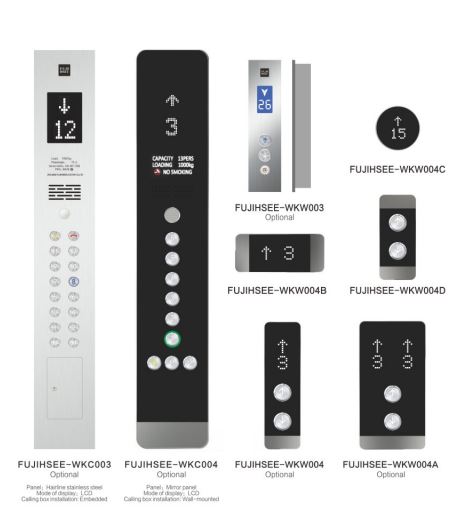 FUJI
12
3
CAPACITY 13PERS
LOADING 1000kg
NO SMOKING
26
15
FUJIHSEE-WKW004C
FUJIHSEE-WKW003
Optional
3
FUJIHSEE-WKW004B
FUJIHSEE-WKW004D
3
3 3
FUJIHSEE-WKC003
Optional
Panel: Hairline stainless steel
Mode of display: LCD
Calling box installation: Embedded
FUJIHSEE-WKC004
Optional
Panel: Mirror panel
Mode of display: LCD
Calling box installation: Wall-mounted
FUJIHSEE-WKW004
Optional
FUJIHSEE-WKW004A
Optional